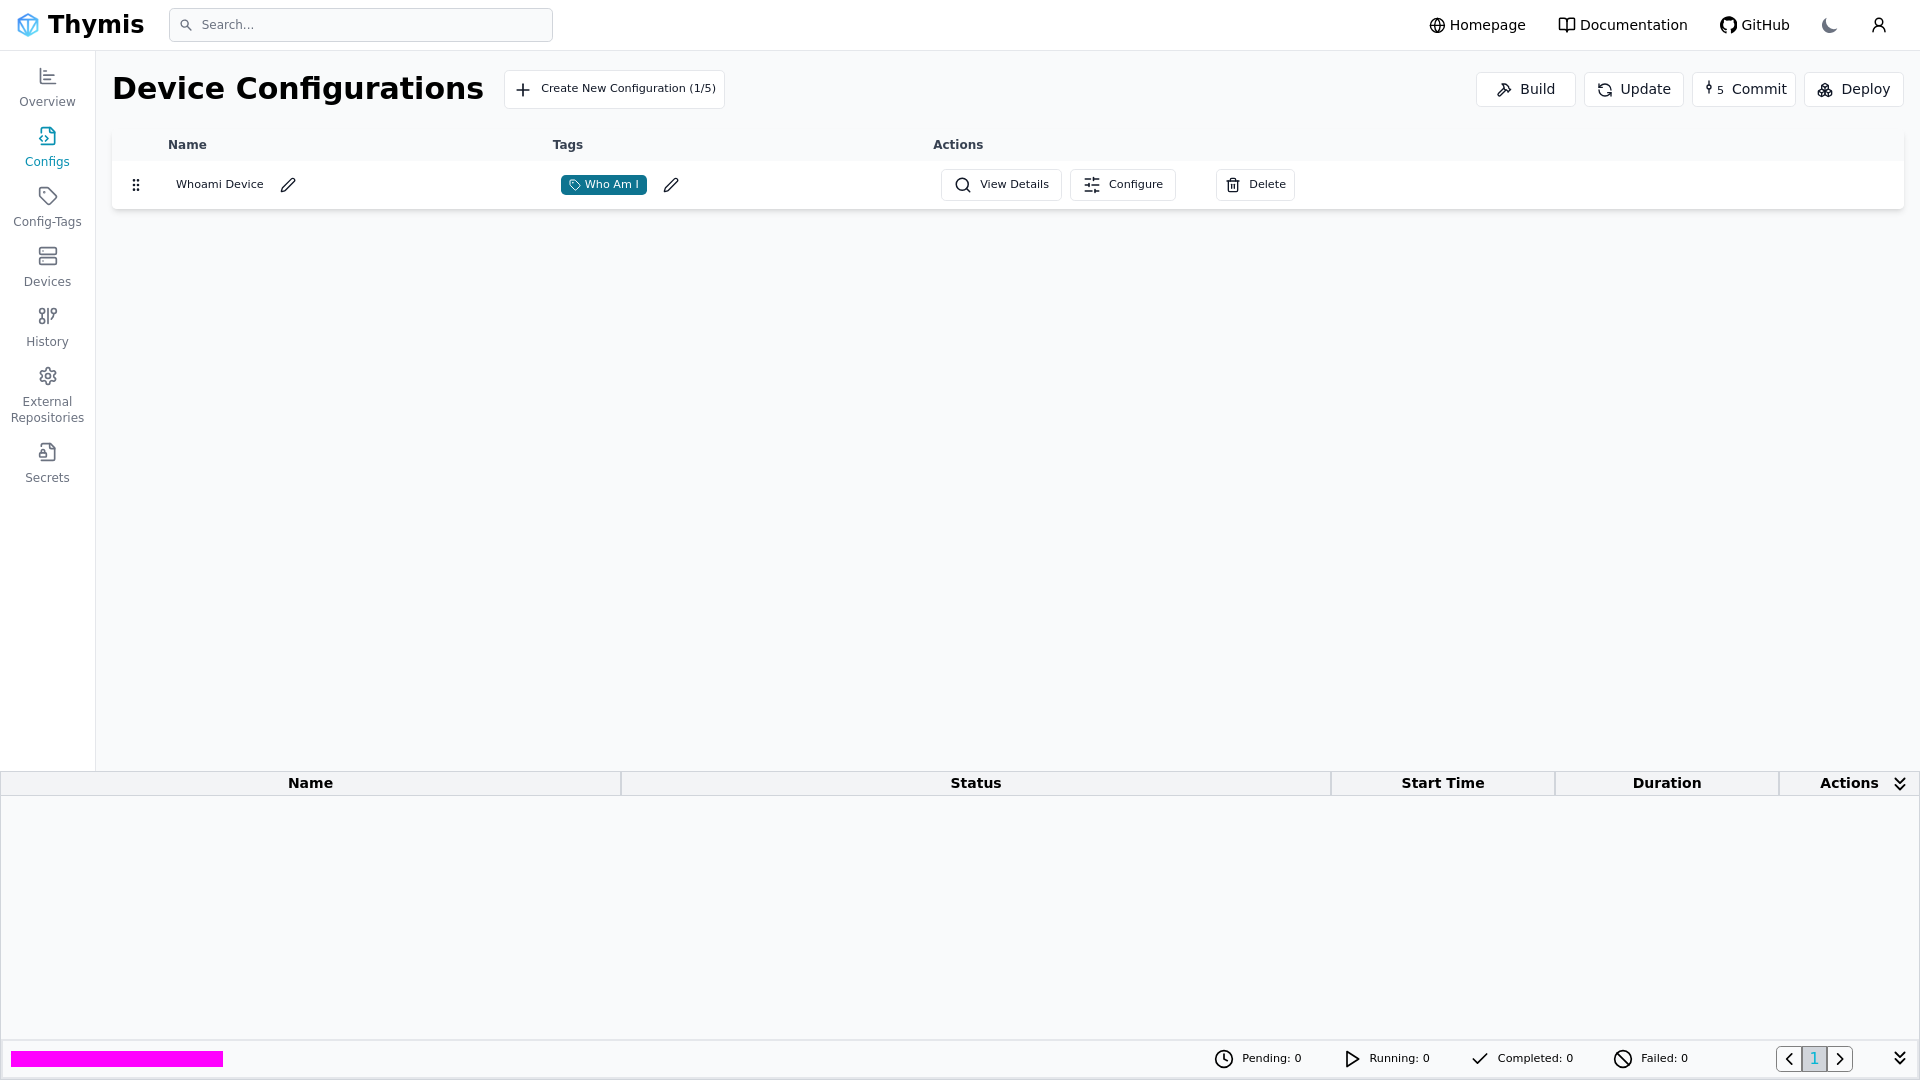 Thymis
Search...
Homepage
Documentation
GitHub
Overview
Configs
Config-Tags
Devices
History
External
Repositories
Secrets
Device Configurations
Create New Configuration (1/5)
Build
Update
5 Commit
Deploy
Name Tags Actions
Whoami Device
Who Am I
View Details
Configure
Delete
Name Status Start Time Duration Actions
Pending: 0
Running: 0
Completed: 0
Failed: 0
1